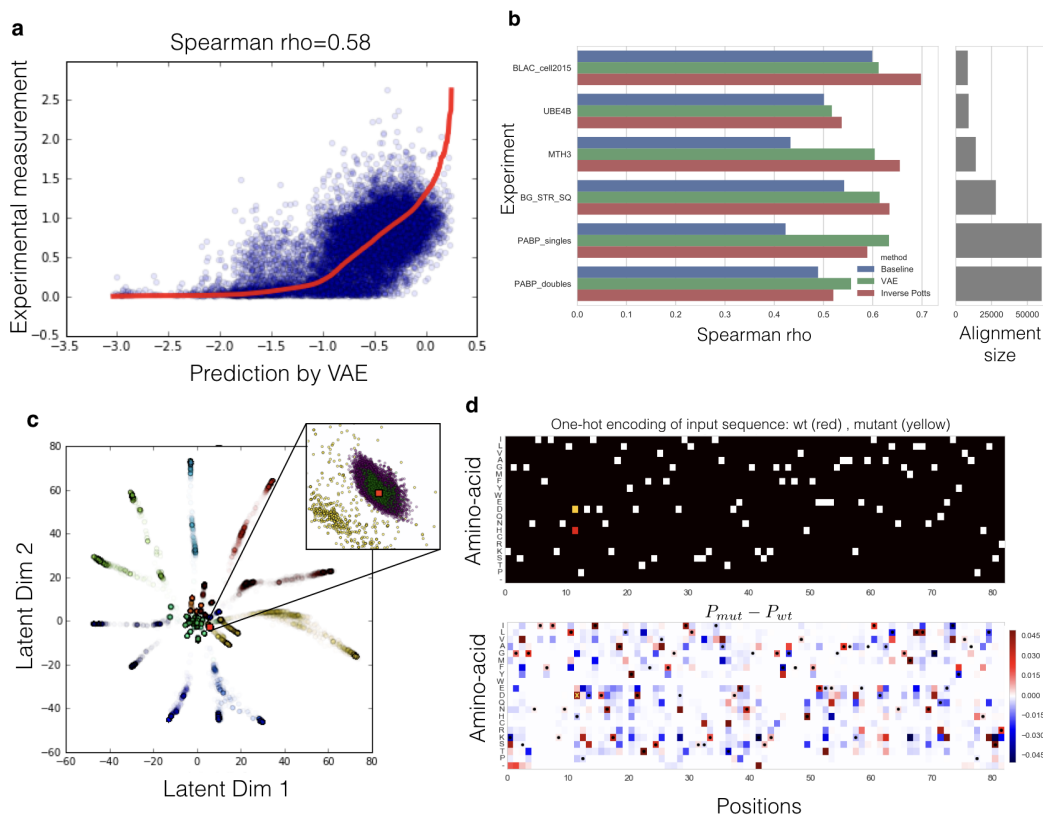 a
Spearman rho=0.58
Experimental measurement
2.5
2.0
1.5
1.0
0.5
0.0
0.5
−3.5 −3.0 −2.5 −2.0 −1.5 −1.0 −0.5 0.0 0.5
Prediction by VAE
b
Experiment
BLAC_cell2015
UBE4B
MTH3
BG_STR_SQ
PABP_singles
PABP_doubles
method
Baseline
VAE
Inverse Potts
0.0 0.1 0.2 0.3 0.4 0.5 0.6 0.7
Spearman rho
0 25000 50000
Alignment
size
c
Latent Dim 2
80
60
40
20
0
−20
−40
−60
−60 −40 −20 0 20 40 60 80
Latent Dim 1
d
One-hot encoding of input sequence: wt (red) , mutant (yellow)
Amino-acid
I
L
V
A
G
M
F
Y
W
E
D
Q
N
H
C
R
K
S
T
P
-
0 10 20 30 40 50 60 70 80
P_mut − P_wt
Amino-acid
I
L
V
A
G
M
F
Y
W
E
D
Q
N
H
C
R
K
S
T
P
-
X
0 10 20 30 40 50 60 70 80
Positions
0.045
0.030
0.015
0.000
−0.015
−0.030
−0.045